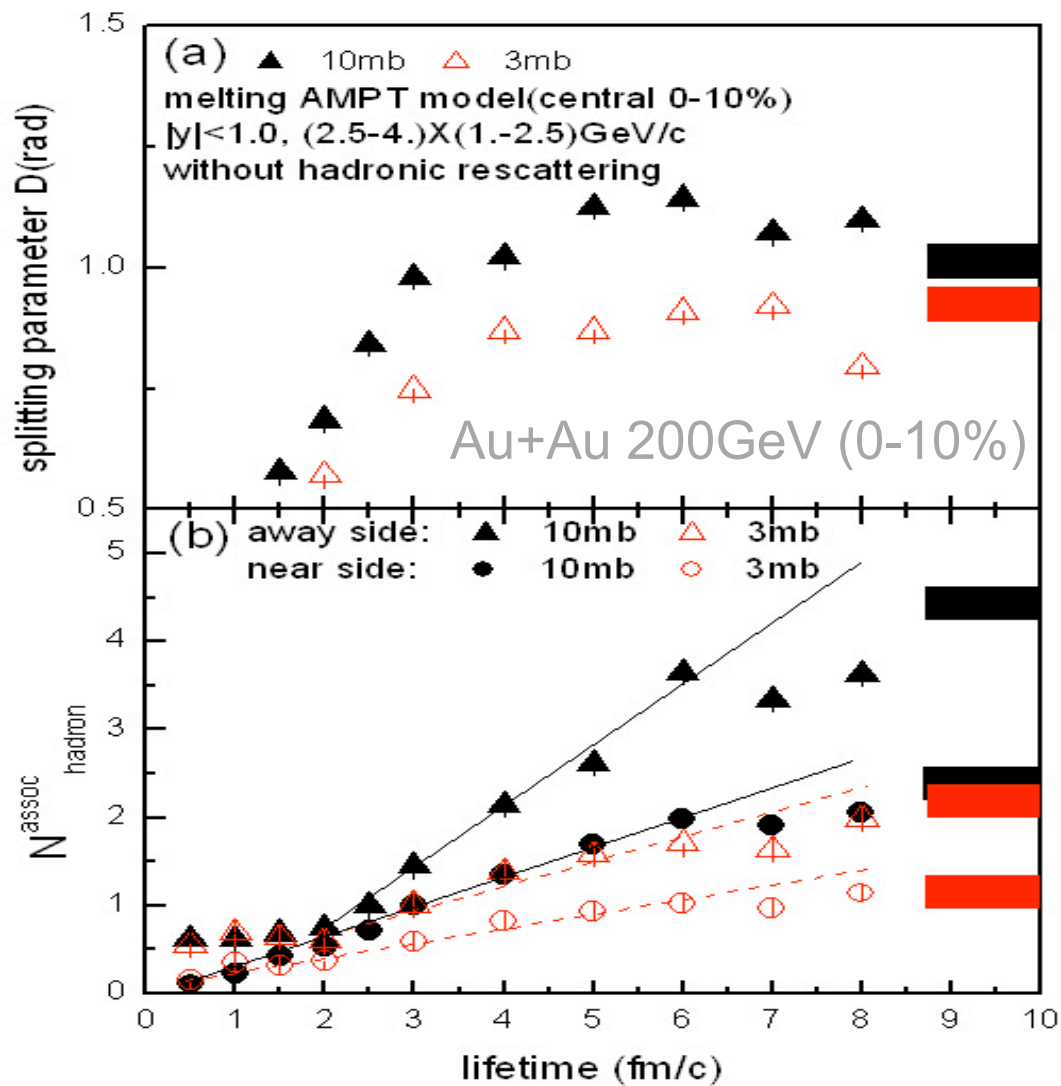 (a) ▲ 10mb △ 3mb
melting AMPT model(central 0-10%)
|y|<1.0, (2.5-4.)X(1.-2.5)GeV/c
without hadronic rescattering
1.5
1.0
0.5
splitting parameter D(rad)
Au+Au 200GeV (0-10%)
(b) away side: ▲ 10mb △ 3mb
near side: ● 10mb ○ 3mb
5
4
3
2
1
0
N^assoc_hadron
0 1 2 3 4 5 6 7 8 9 10
lifetime (fm/c)